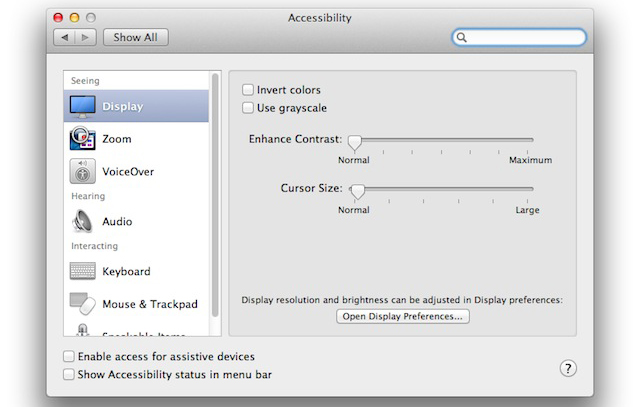 Accessibility
Show All
Seeing
Display
Zoom
VoiceOver
Hearing
Audio
Interacting
Keyboard
Mouse & Trackpad
Speakable Items
Invert colors
Use grayscale
Enhance Contrast:
Normal Maximum
Cursor Size:
Normal Large
Display resolution and brightness can be adjusted in Display preferences:
Open Display Preferences...
Enable access for assistive devices
Show Accessibility status in menu bar
?